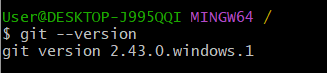 User@DESKTOP-J995QQI MINGW64 /
$ git --version
git version 2.43.0.windows.1